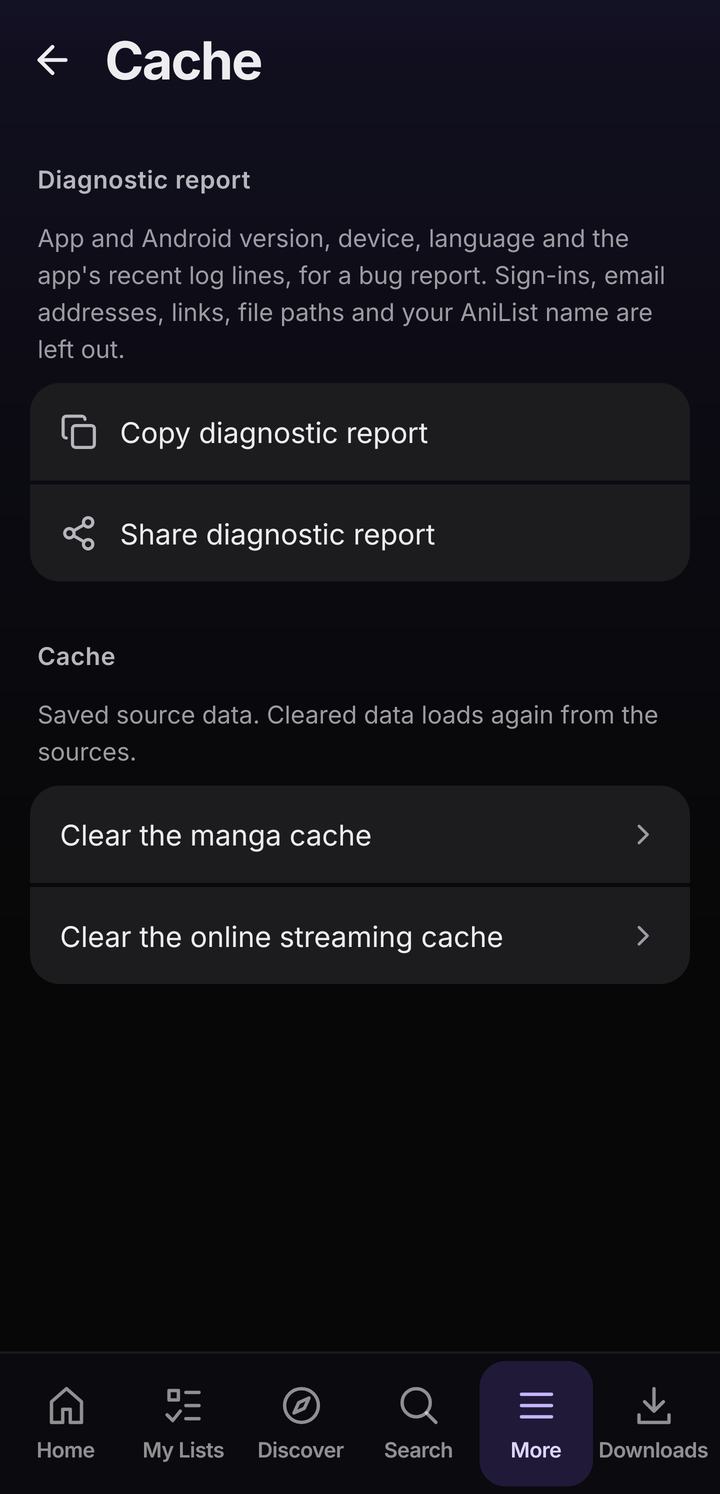 Cache
Diagnostic report
App and Android version, device, language and the
app's recent log lines, for a bug report. Sign-ins, email
addresses, links, file paths and your AniList name are
left out.
Copy diagnostic report
Share diagnostic report
Cache
Saved source data. Cleared data loads again from the
sources.
Clear the manga cache
Clear the online streaming cache
Home
My Lists
Discover
Search
More
Downloads